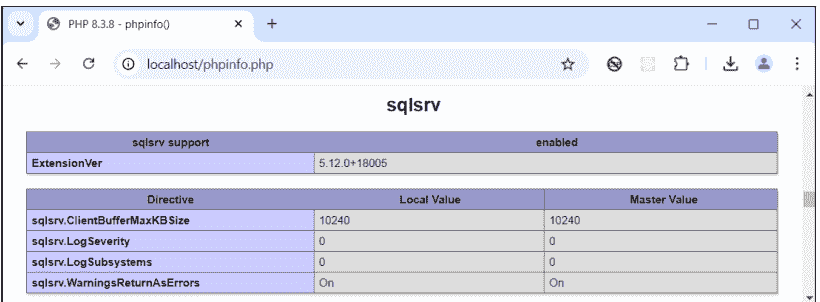 PHP 8.3.8 - phpinfo()
localhost/phpinfo.php
sqlsrv
sqlsrv support enabled
ExtensionVer 5.12.0+18005
Directive Local Value Master Value
sqlsrv.ClientBufferMaxKBSize 10240 10240
sqlsrv.LogSeverity 0 0
sqlsrv.LogSubsystems 0 0
sqlsrv.WarningsReturnAsErrors On On